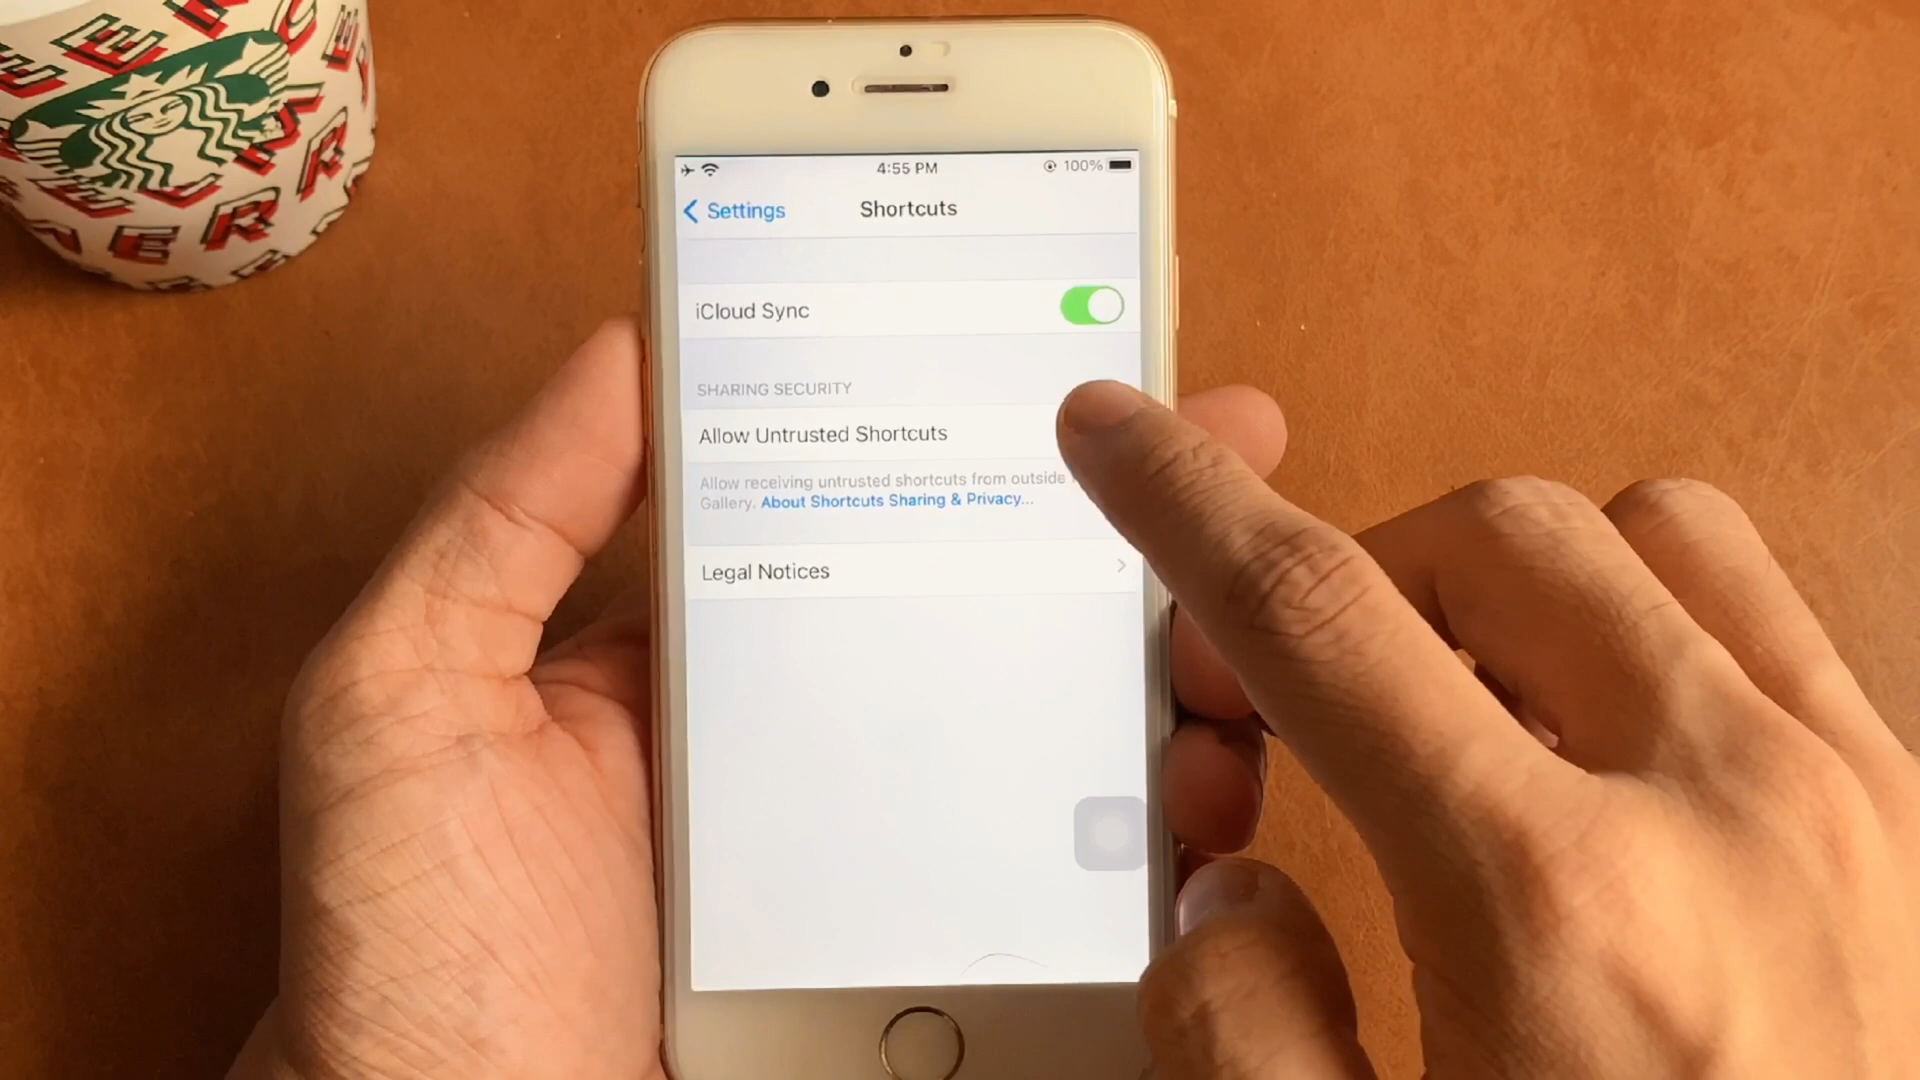 4:55 PM
100%
Settings
Shortcuts
iCloud Sync
SHARING SECURITY
Allow Untrusted Shortcuts
Allow receiving untrusted shortcuts from outside
Gallery. About Shortcuts Sharing & Privacy...
Legal Notices